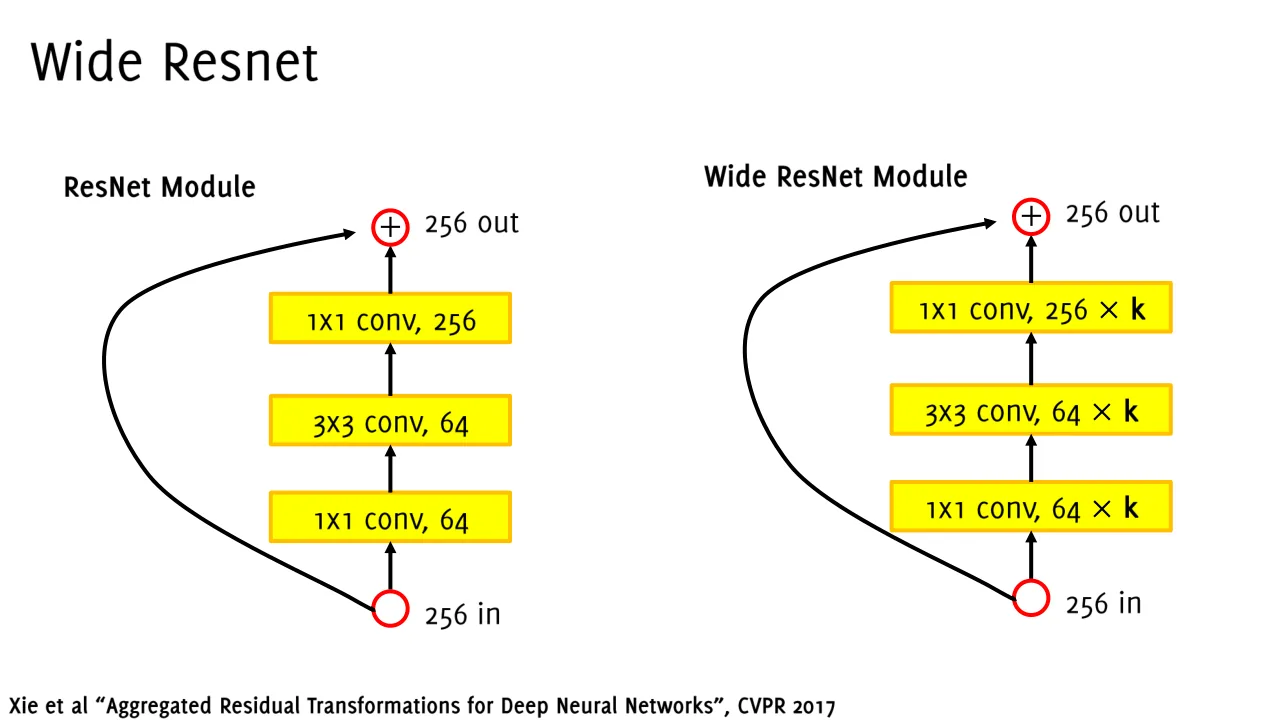 Wide Resnet
ResNet Module
+ 256 out
1x1 conv, 256
3x3 conv, 64
1x1 conv, 64
256 in
Wide ResNet Module
+ 256 out
1x1 conv, 256 × k
3x3 conv, 64 × k
1x1 conv, 64 × k
256 in
Xie et al “Aggregated Residual Transformations for Deep Neural Networks”, CVPR 2017